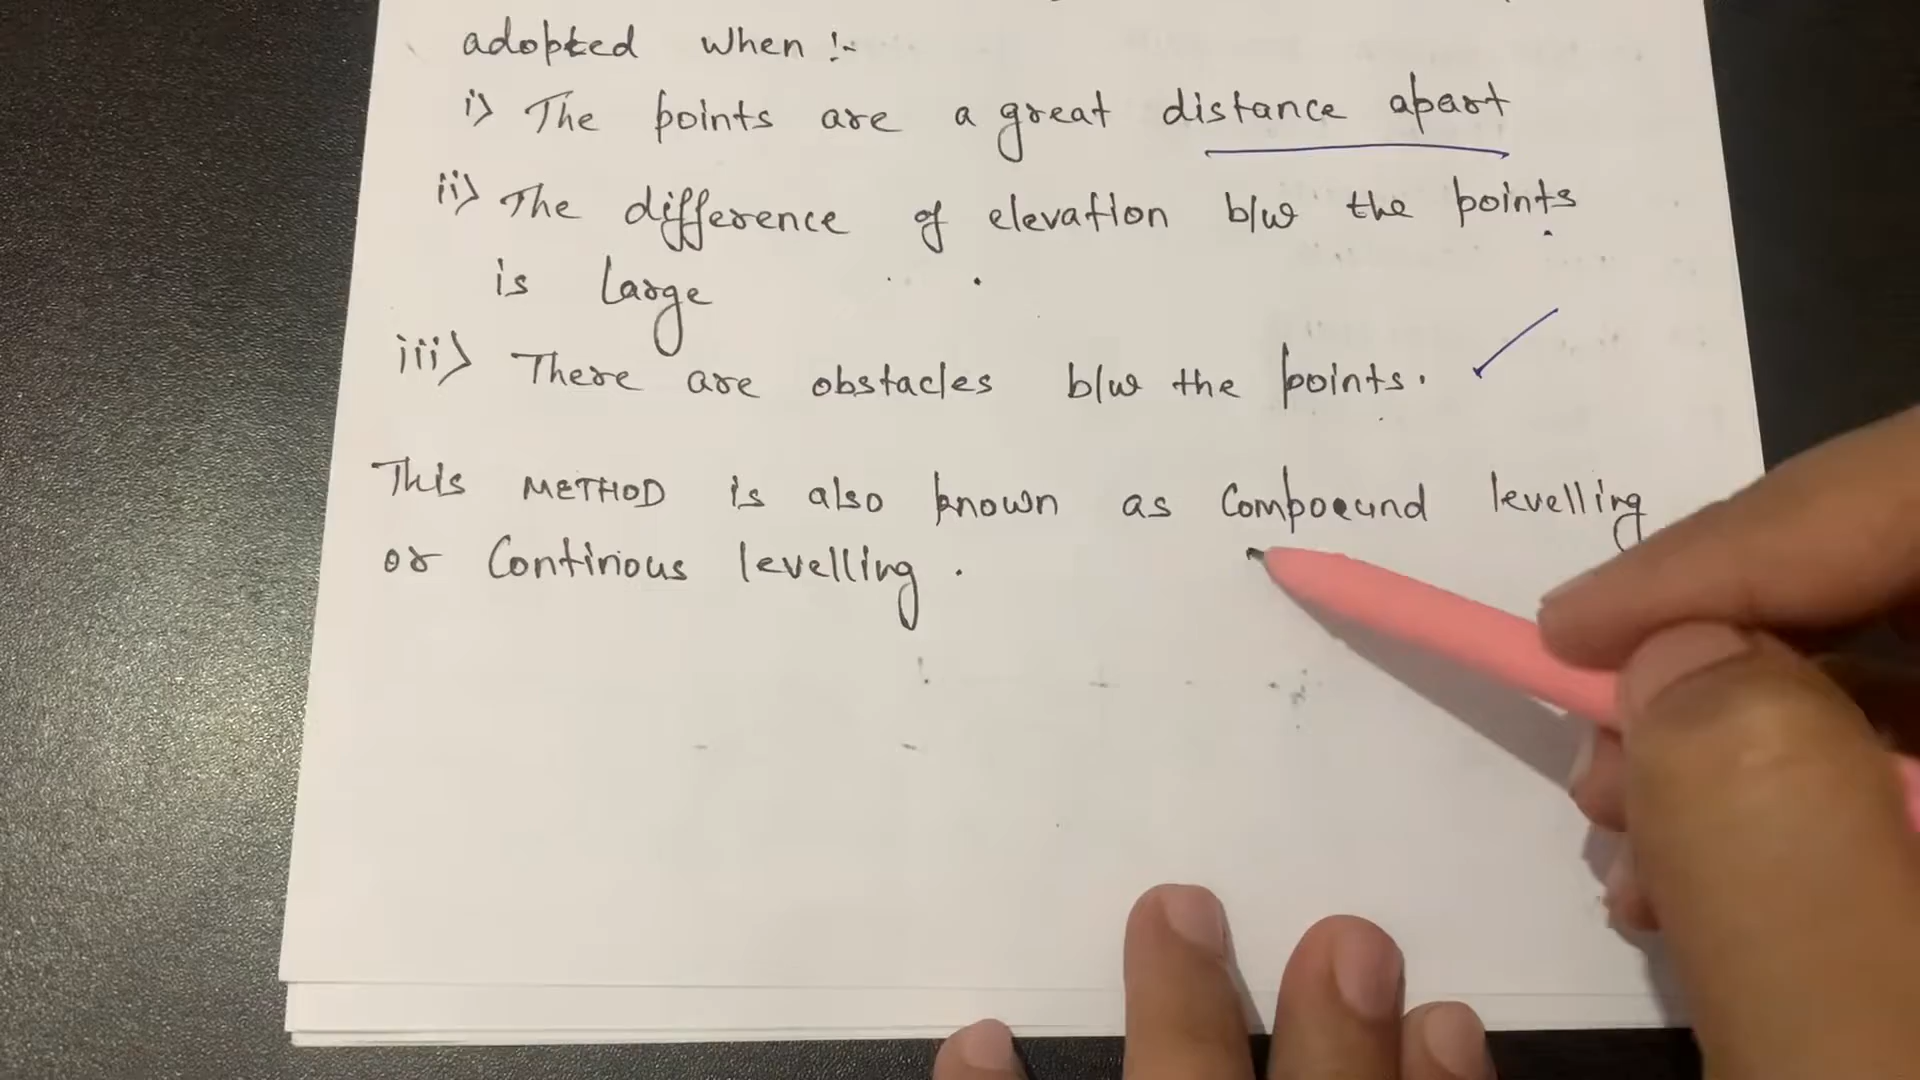 adopted when :-
i) The points are a great distance apart
ii) The difference of elevation b/w the points
is large
iii) There are obstacles b/w the points.
This METHOD is also known as Compound levelling
or Continous levelling.